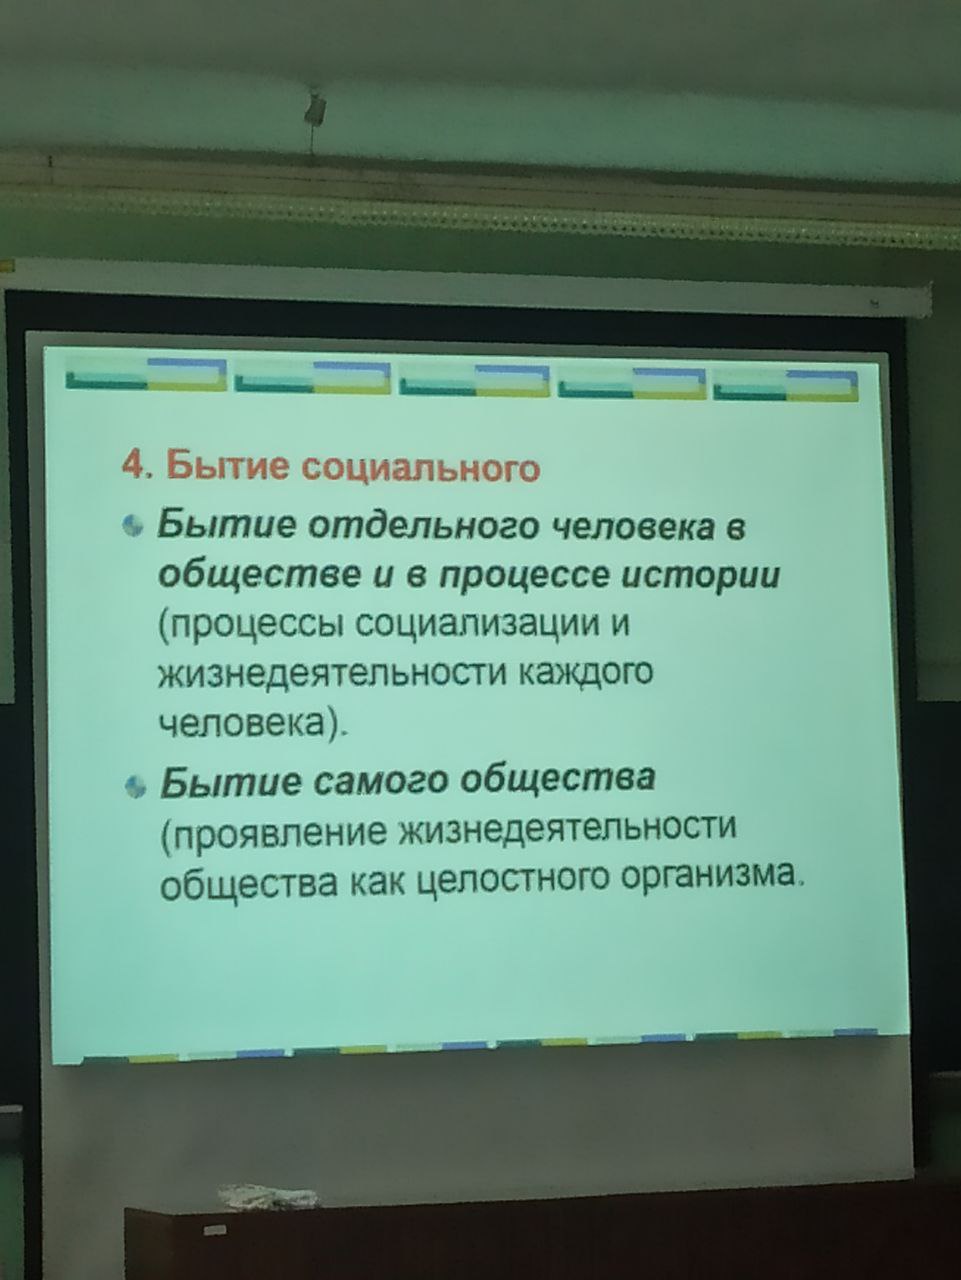 4. Бытие социального
Бытие отдельного человека в
обществе и в процессе истории
(процессы социализации и
жизнедеятельности каждого
человека).
Бытие самого общества
(проявление жизнедеятельности
общества как целостного организма.